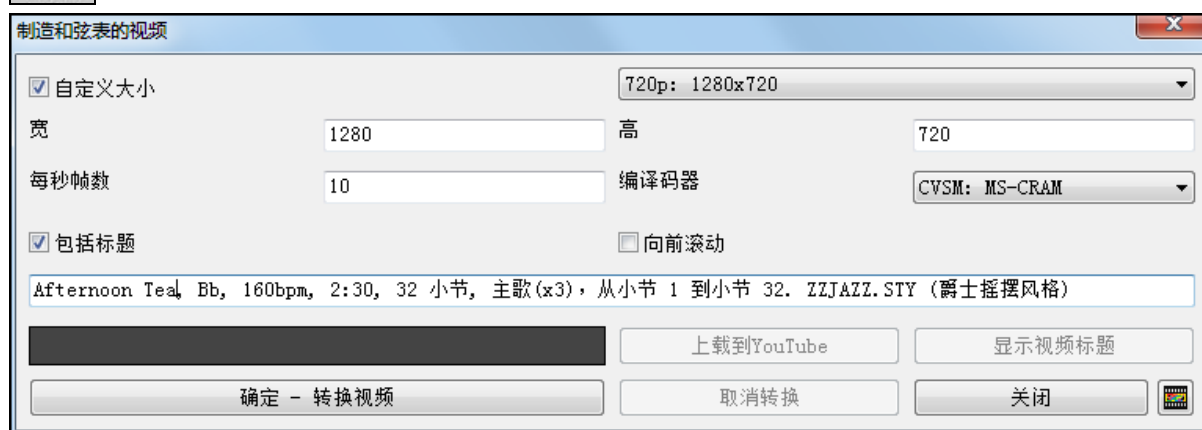 制造和弦表的视频
自定义大小 720p: 1280x720
宽 1280 高 720
每秒帧数 10 编译码器 CVSM: MS-CRAM
包括标题 向前滚动
Afternoon Tea, Bb, 160bpm, 2:30, 32 小节, 主歌(x3), 从小节 1 到小节 32. ZZJAZZ.STY (爵士摇摆风格)
上载到YouTube 显示视频标题
确定 - 转换视频 取消转换 关闭